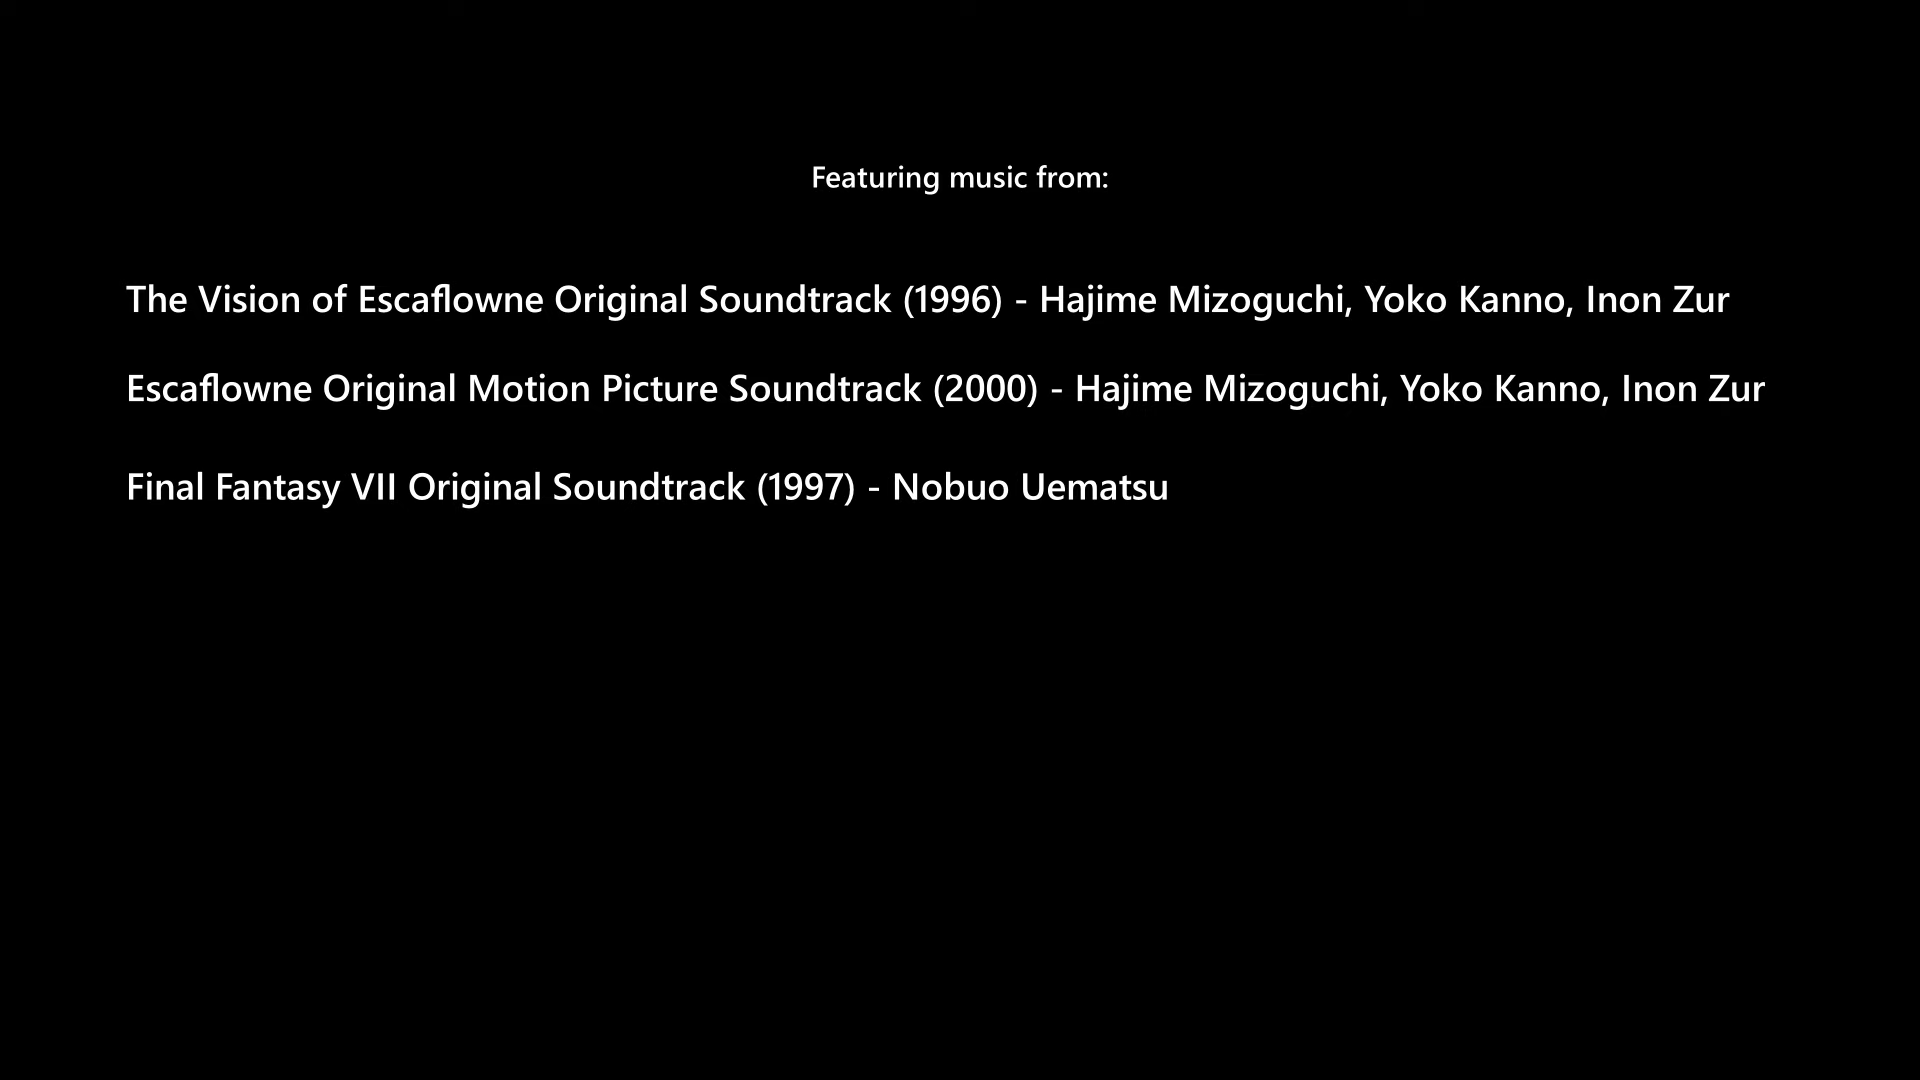 Featuring music from:
The Vision of Escaflowne Original Soundtrack (1996) - Hajime Mizoguchi, Yoko Kanno, Inon Zur
Escaflowne Original Motion Picture Soundtrack (2000) - Hajime Mizoguchi, Yoko Kanno, Inon Zur
Final Fantasy VII Original Soundtrack (1997) - Nobuo Uematsu